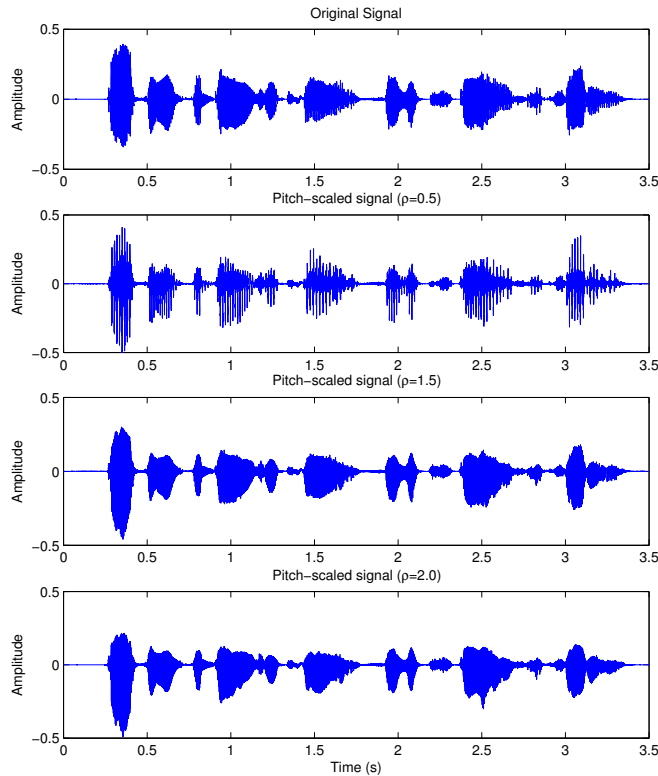 Original Signal
0.5
Amplitude
0
−0.5
0 0.5 1 1.5 2 2.5 3 3.5
Pitch−scaled signal (ρ=0.5)
0.5
Amplitude
0
−0.5
0 0.5 1 1.5 2 2.5 3 3.5
Pitch−scaled signal (ρ=1.5)
0.5
Amplitude
0
−0.5
0 0.5 1 1.5 2 2.5 3 3.5
Pitch−scaled signal (ρ=2.0)
0.5
Amplitude
0
−0.5
0 0.5 1 1.5 2 2.5 3 3.5
Time (s)